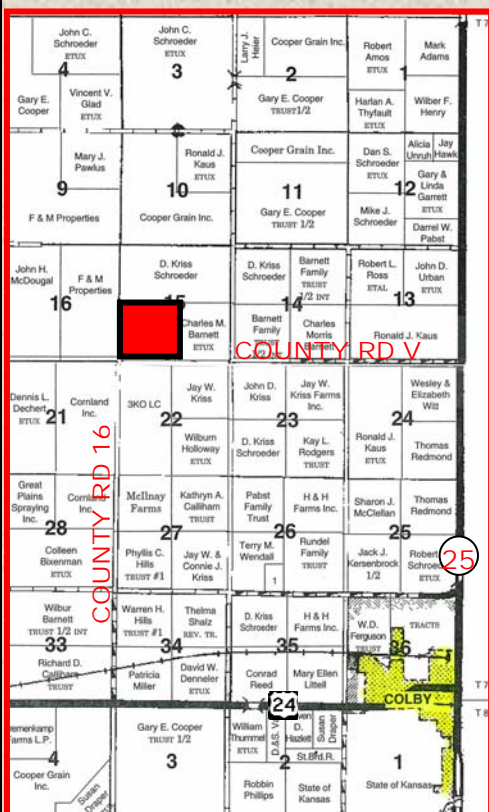 T 7
John C.
Schroeder
ETUX
4
Gary E.
Cooper
Vincent V.
Glad
ETUX
John C.
Schroeder
ETUX
3
Larry J.
Heier
Cooper Grain Inc.
2
Gary E. Cooper
TRUST 1/2
Robert
Amos
ETUX
Mark
Adams
1
Harlan A.
Thyfault
ETUX
Wilber F.
Henry
Mary J.
Pawlus
9
F & M Properties
Ronald J.
Kaus
ETUX
10
Cooper Grain Inc.
Cooper Grain Inc.
11
Gary E. Cooper
TRUST 1/2
Dan S.
Schroeder
ETUX
Alicia
Unruh
Jay
Hawk
Gary &
Linda
Garrett
ETUX
12
Mike J.
Schroeder
Darrel W.
Pabst
John H.
McDougal
F & M
Properties
16
D. Kriss
Schroeder
15
Charles M.
Barnett
ETUX
D. Kriss
Schroeder
Barnett
Family
TRUST
1/2 INT
14
Barnett
Family
Charles
Morris
Barnett
Robert L.
Ross
ETAL
John D.
Urban
ETUX
13
Ronald J. Kaus
COUNTY RD V
COUNTY RD 16
Dennis L.
Dechert
ETUX
21
Cornland
Inc.
3KO LC
22
Jay W.
Kriss
Wilburn
Holloway
ETUX
John D.
Kriss
Jay W.
Kriss Farms
Inc.
23
D. Kriss
Schroeder
Kay L.
Rodgers
TRUST
Wesley &
Elizabeth
Witt
24
Ronald J.
Kaus
ETUX
Thomas
Redmond
Great
Plains
Spraying
Inc.
Cornland
Inc.
28
Colleen
Bixenman
ETUX
McIlnay
Farms
Kathryn A.
Calliham
TRUST
27
Phyllis C.
Hills
TRUST #1
Jay W. &
Connie J.
Kriss
Pabst
Family
Trust
H & H
Farms Inc.
26
Terry M.
Wendall
1
Rundel
Family
TRUST
Sharon J.
McClellan
Thomas
Redmond
25
Jack J.
Kersenbrock
1/2
Robert
Schroeder
ETUX
25
Wilbur
Barnett
TRUST 1/2 INT
33
Richard D.
Calliham
TRUST
Warren H.
Hills
TRUST #1
Thelma
Shalz
REV. TR.
34
Patricia
Miller
David W.
Denneler
ETUX
D. Kriss
Schroeder
H & H
Farms Inc.
35
Conrad
Reed
Mary Ellen
Littell
W.D.
Ferguson
TRUST
TRACTS
36
COLBY
24
T 7
T 8
Farms L.P.
4
Cooper Grain
Inc.
Susan
Draper
Gary E. Cooper
TRUST 1/2
3
William
Thummel
ETUX
D.&S.
D.
Hazlett
Susan
Draper
St.Bd.R.
2
Robbin
Phillips
State of
Kansas
1
State of Kansas